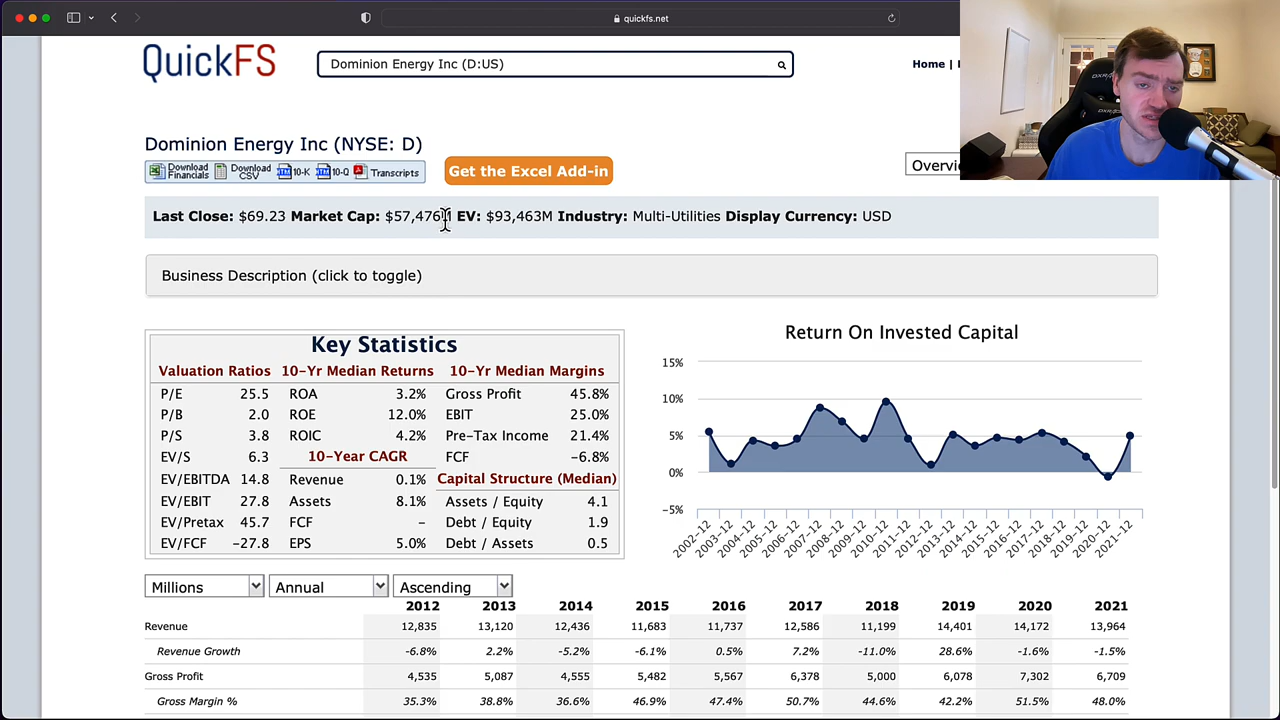 quickfs.net
QuickFS
Dominion Energy Inc (D:US)
Home |
Dominion Energy Inc (NYSE: D)
Download Financials Download CSV 10-K 10-Q Transcripts
Get the Excel Add-in
Last Close: $69.23 Market Cap: $57,476M EV: $93,463M Industry: Multi-Utilities Display Currency: USD
Business Description (click to toggle)
Key Statistics
Valuation Ratios 10-Yr Median Returns 10-Yr Median Margins
P/E 25.5 ROA 3.2% Gross Profit 45.8%
P/B 2.0 ROE 12.0% EBIT 25.0%
P/S 3.8 ROIC 4.2% Pre-Tax Income 21.4%
EV/S 6.3 10-Year CAGR FCF -6.8%
EV/EBITDA 14.8 Revenue 0.1% Capital Structure (Median)
EV/EBIT 27.8 Assets 8.1% Assets / Equity 4.1
EV/Pretax 45.7 FCF – Debt / Equity 1.9
EV/FCF -27.8 EPS 5.0% Debt / Assets 0.5
Return On Invested Capital
15%
10%
5%
0%
-5%
2002-12 2003-12 2004-12 2005-12 2006-12 2007-12 2008-12 2009-12 2010-12 2011-12 2012-12 2013-12 2014-12 2015-12 2016-12 2017-12 2018-12 2019-12 2020-12 2021-12
Millions Annual Ascending
2012 2013 2014 2015 2016 2017 2018 2019 2020 2021
Revenue 12,835 13,120 12,436 11,683 11,737 12,586 11,199 14,401 14,172 13,964
Revenue Growth -6.8% 2.2% -5.2% -6.1% 0.5% 7.2% -11.0% 28.6% -1.6% -1.5%
Gross Profit 4,535 5,087 4,555 5,482 5,567 6,378 5,000 6,078 7,302 6,709
Gross Margin % 35.3% 38.8% 36.6% 46.9% 47.4% 50.7% 44.6% 42.2% 51.5% 48.0%